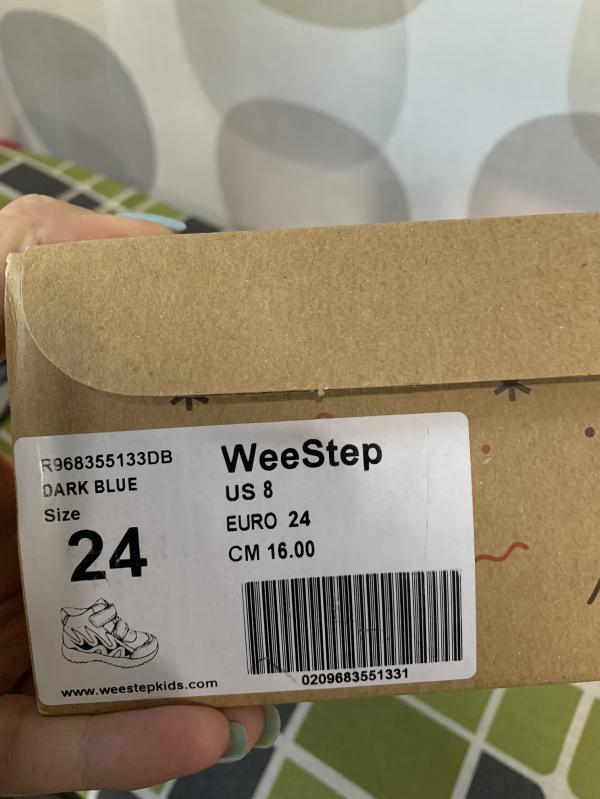 R968355133DB
DARK BLUE
Size
24
WeeStep
US 8
EURO 24
CM 16.00
0209683551331
www.weestepkids.com